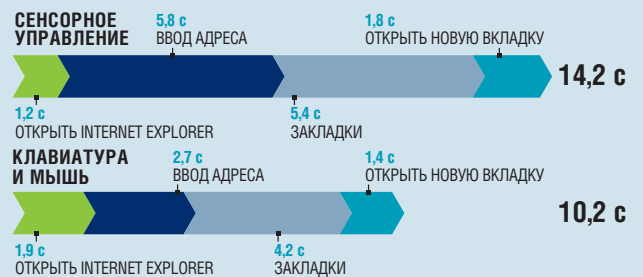 СЕНСОРНОЕ
УПРАВЛЕНИЕ
5,8 с
ВВОД АДРЕСА
1,8 с
ОТКРЫТЬ НОВУЮ ВКЛАДКУ
14,2 с
1,2 с
ОТКРЫТЬ INTERNET EXPLORER
5,4 с
ЗАКЛАДКИ
КЛАВИАТУРА
И МЫШЬ
2,7 с
ВВОД АДРЕСА
1,4 с
ОТКРЫТЬ НОВУЮ ВКЛАДКУ
10,2 с
1,9 с
ОТКРЫТЬ INTERNET EXPLORER
4,2 с
ЗАКЛАДКИ